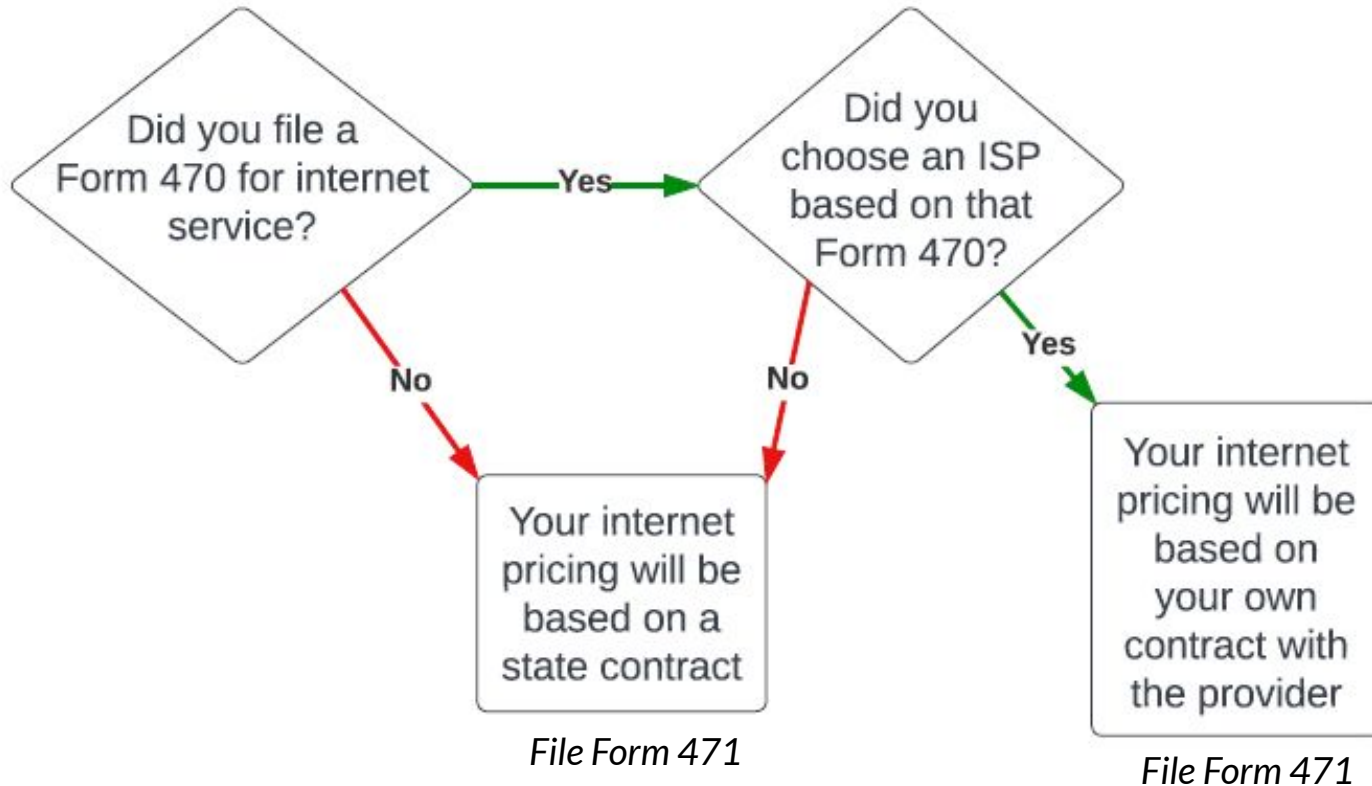 Did you file a
Form 470 for internet
service?
Yes
Did you
choose an ISP
based on that
Form 470?
No
No
Yes
Your internet
pricing will be
based on a
state contract
File Form 471
Your internet
pricing will be
based on
your own
contract with
the provider
File Form 471